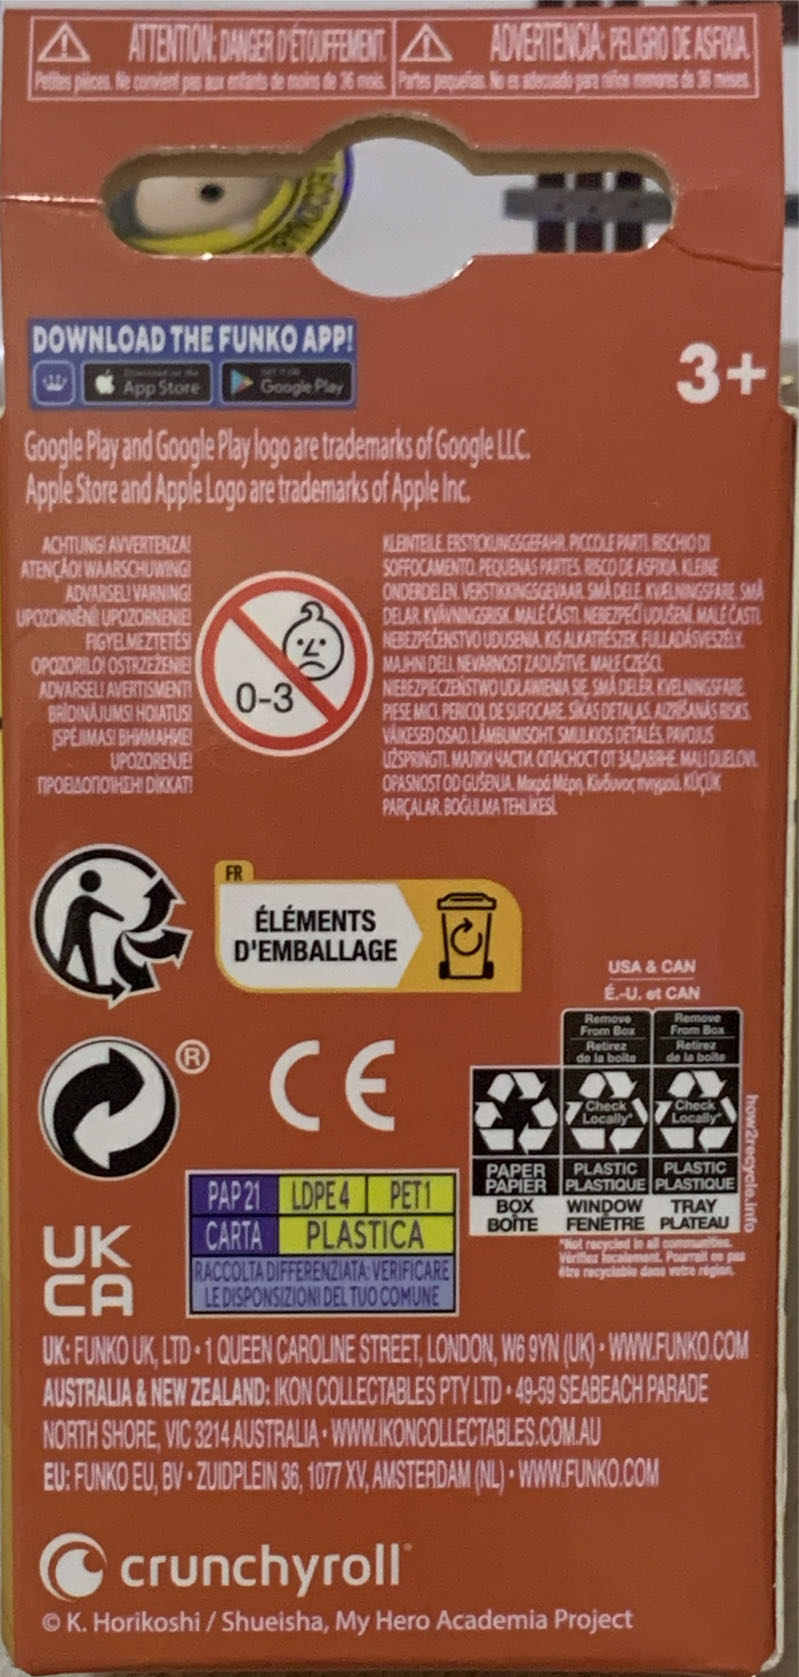 ATTENTION: DANGER D'ÉTOUFFEMENT.
Petites pièces. Ne convient pas aux enfants de moins de 36 mois.
ADVERTENCIA: PELIGRO DE ASFIXIA.
Partes pequeñas. No es adecuado para niños menores de 36 meses.
DOWNLOAD THE FUNKO APP!
Download on the
App Store
GET IT ON
Google Play
3+
Google Play and Google Play logo are trademarks of Google LLC.
Apple Store and Apple Logo are trademarks of Apple Inc.
ACHTUNG! AVVERTENZA!
ATENÇÃO! WAARSCHUWING!
ADVARSEL! VARNING!
UPOZORNĚNÍ! UPOZORNENIE!
FIGYELMEZTETÉS!
OPOZORILO! OSTRZEŻENIE!
ADVARSEL! AVERTISMENT!
BRĪDINĀJUMS! HOIATUS!
ĮSPĖJIMAS! ВНИМАНИЕ!
UPOZORENJE!
ΠΡΟΕΙΔΟΠΟΙΗΣΗ! DİKKAT!
0-3
KLEINTEILE. ERSTICKUNGSGEFAHR. PICCOLE PARTI. RISCHIO DI
SOFFOCAMENTO. PEQUENAS PARTES. RISCO DE ASFIXIA. KLEINE
ONDERDELEN. VERSTIKKINGSGEVAAR. SMÅ DELE. KVÆLNINGSFARE. SMÅ
DELAR. KVÄVNINGSRISK. MALÉ ČÁSTI. NEBEZPEČÍ UDUŠENÍ. MALÉ ČASTI.
NEBEZPEČENSTVO UDUSENIA. KIS ALKATRÉSZEK. FULLADÁSVESZÉLY.
MAJHNI DELI. NEVARNOST ZADUŠITVE. MAŁE CZĘŚCI.
NIEBEZPIECZEŃSTWO UDŁAWIENIA SIĘ. SMÅ DELER. KVELNINGSFARE.
PIESE MICI. PERICOL DE SUFOCARE. SĪKAS DETAĻAS. AIZRĪŠANĀS RISKS.
VÄIKESED OSAD. LÄMBUMISOHT. SMULKIOS DETALĖS. PAVOJUS
UŽSPRINGTI. МАЛКИ ЧАСТИ. ОПАСНОСТ ОТ ЗАДАВЯНЕ. MALI DIJELOVI.
OPASNOST OD GUŠENJA. Μικρά Μέρη. Κίνδυνος πνιγμού. KÜÇÜK
PARÇALAR. BOĞULMA TEHLİKESİ.
FR
ÉLÉMENTS
D'EMBALLAGE
USA & CAN
É.-U. et CAN
®
CE
Remove From Box
Retirez de la boîte
Remove From Box
Retirez de la boîte
Check Locally*
Check Locally*
PAPER
PAPIER
PLASTIC
PLASTIQUE
PLASTIC
PLASTIQUE
BOX
BOÎTE
WINDOW
FENÊTRE
TRAY
PLATEAU
how2recycle.info
*Not recycled in all communities.
Vérifiez localement. Pourrait ne pas
être recyclable dans votre région.
PAP 21 LDPE 4 PET 1
CARTA PLASTICA
RACCOLTA DIFFERENZIATA: VERIFICARE
LE DISPONSIZIONI DEL TUO COMUNE
UK
CA
UK: FUNKO UK, LTD • 1 QUEEN CAROLINE STREET, LONDON, W6 9YN (UK) • WWW.FUNKO.COM
AUSTRALIA & NEW ZEALAND: IKON COLLECTABLES PTY LTD • 49-59 SEABEACH PARADE
NORTH SHORE, VIC 3214 AUSTRALIA • WWW.IKONCOLLECTABLES.COM.AU
EU: FUNKO EU, BV • ZUIDPLEIN 36, 1077 XV, AMSTERDAM (NL) • WWW.FUNKO.COM
crunchyroll
© K. Horikoshi / Shueisha, My Hero Academia Project